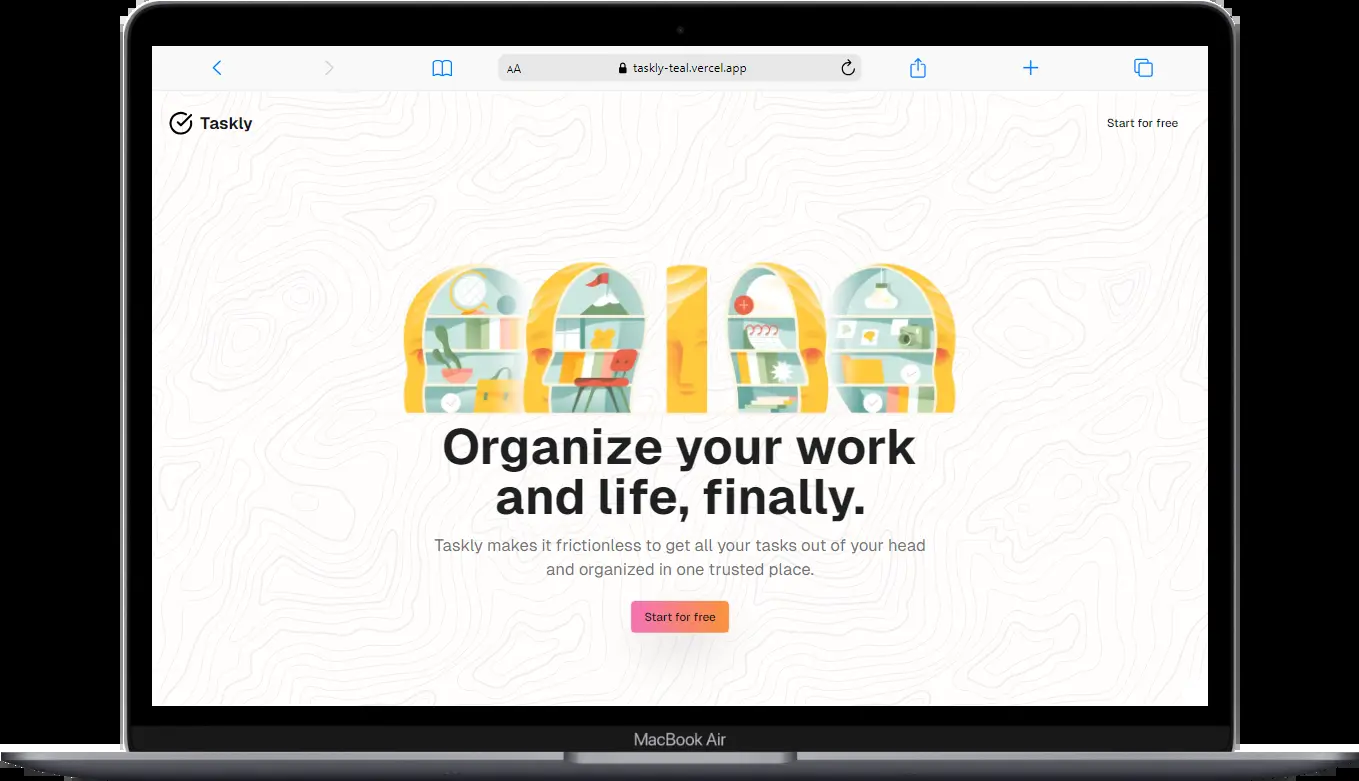 AA
taskly-teal.vercel.app
Taskly
Start for free
Organize your work
and life, finally.
Taskly makes it frictionless to get all your tasks out of your head
and organized in one trusted place.
Start for free
MacBook Air